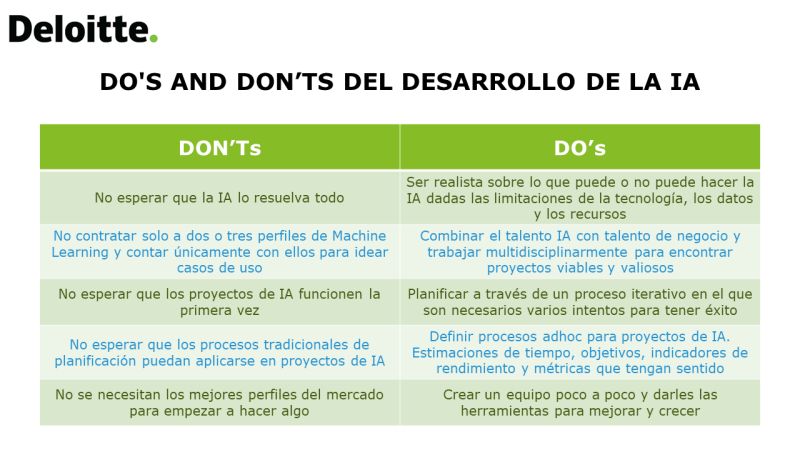 Deloitte.
DO'S AND DON’TS DEL DESARROLLO DE LA IA
DON’Ts
DO’s
No esperar que la IA lo resuelva todo
Ser realista sobre lo que puede o no puede hacer la
IA dadas las limitaciones de la tecnología, los datos
y los recursos
No contratar solo a dos o tres perfiles de Machine
Learning y contar únicamente con ellos para idear
casos de uso
Combinar el talento IA con talento de negocio y
trabajar multidisciplinarmente para encontrar
proyectos viables y valiosos
No esperar que los proyectos de IA funcionen la
primera vez
Planificar a través de un proceso iterativo en el que
son necesarios varios intentos para tener éxito
No esperar que los procesos tradicionales de
planificación puedan aplicarse en proyectos de IA
Definir procesos adhoc para proyectos de IA.
Estimaciones de tiempo, objetivos, indicadores de
rendimiento y métricas que tengan sentido
No se necesitan los mejores perfiles del mercado
para empezar a hacer algo
Crear un equipo poco a poco y darles las
herramientas para mejorar y crecer